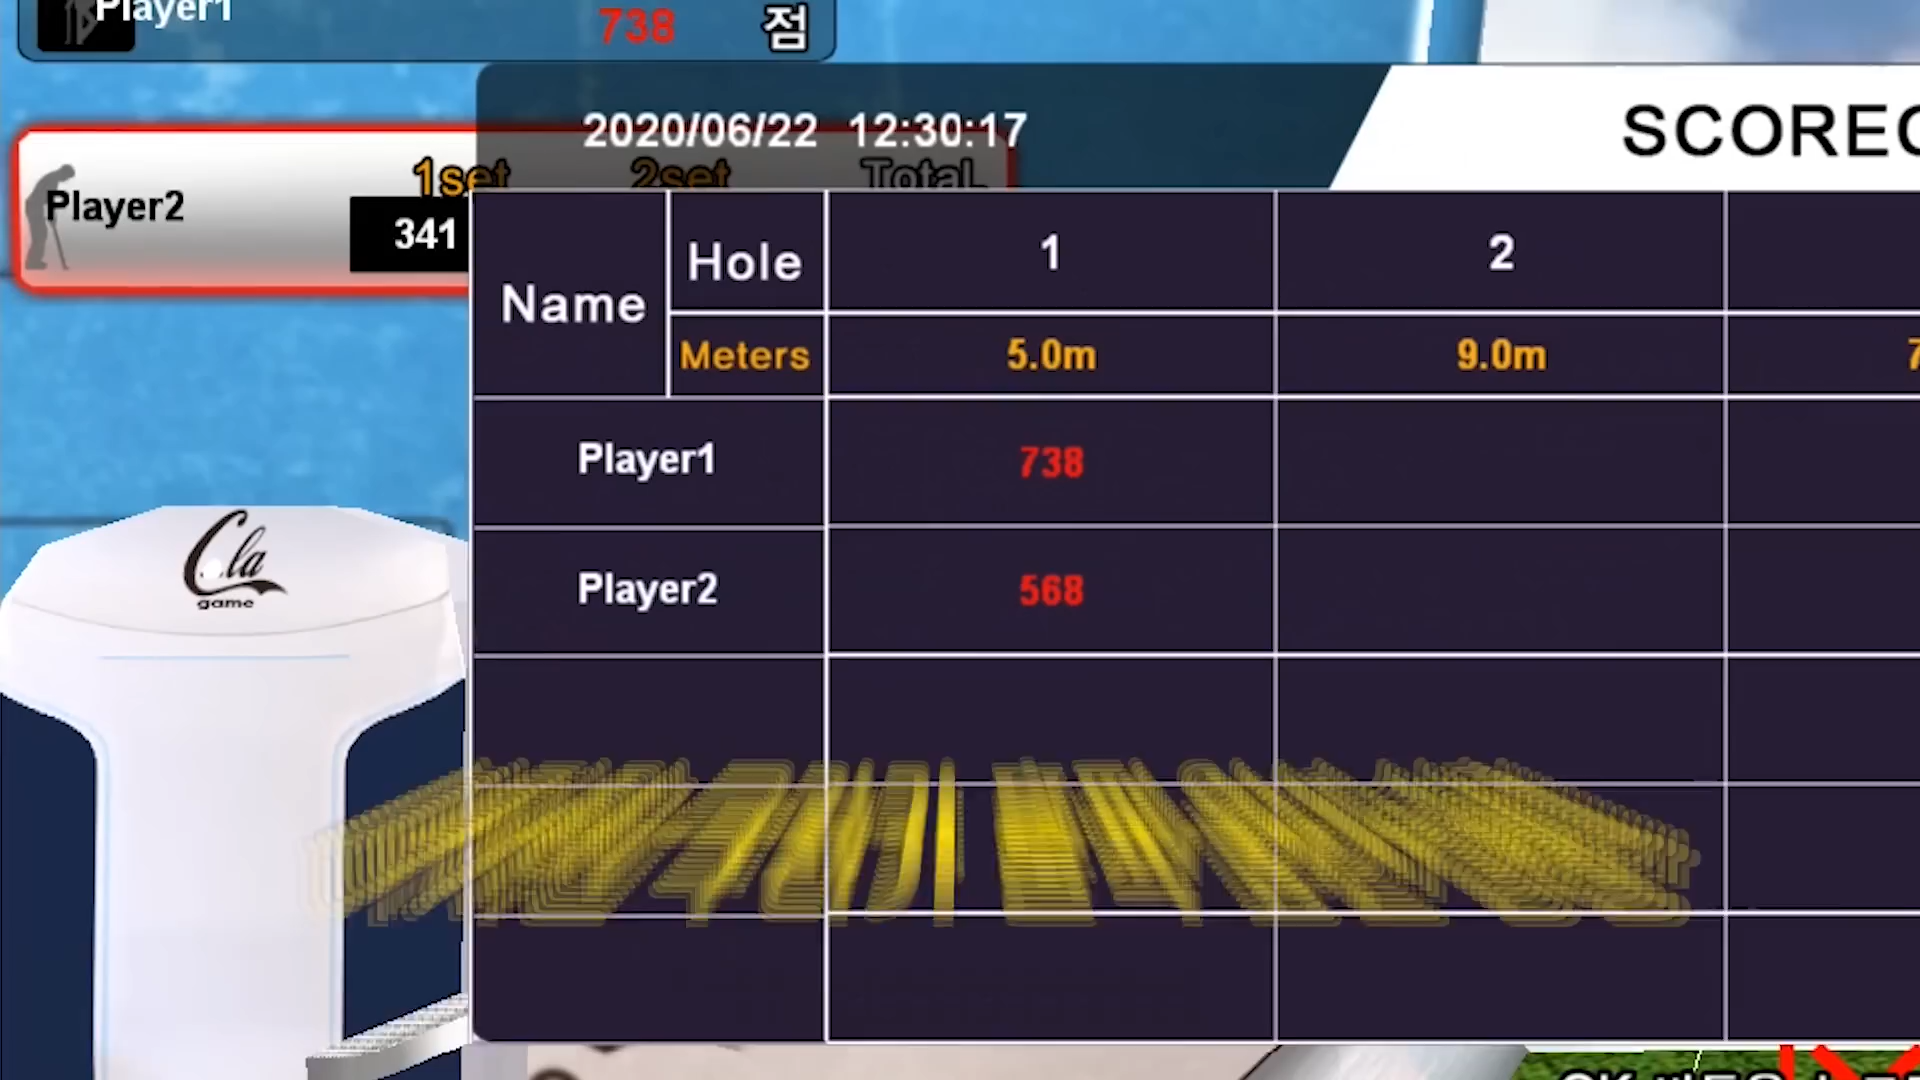 Player1
738 점
2020/06/22 12:30:17
SCOREC
1set 2set Total
Player2
341
Name Hole 1 2
Meters 5.0m 9.0m 7
Player1 738
Player2 568
Cla
game